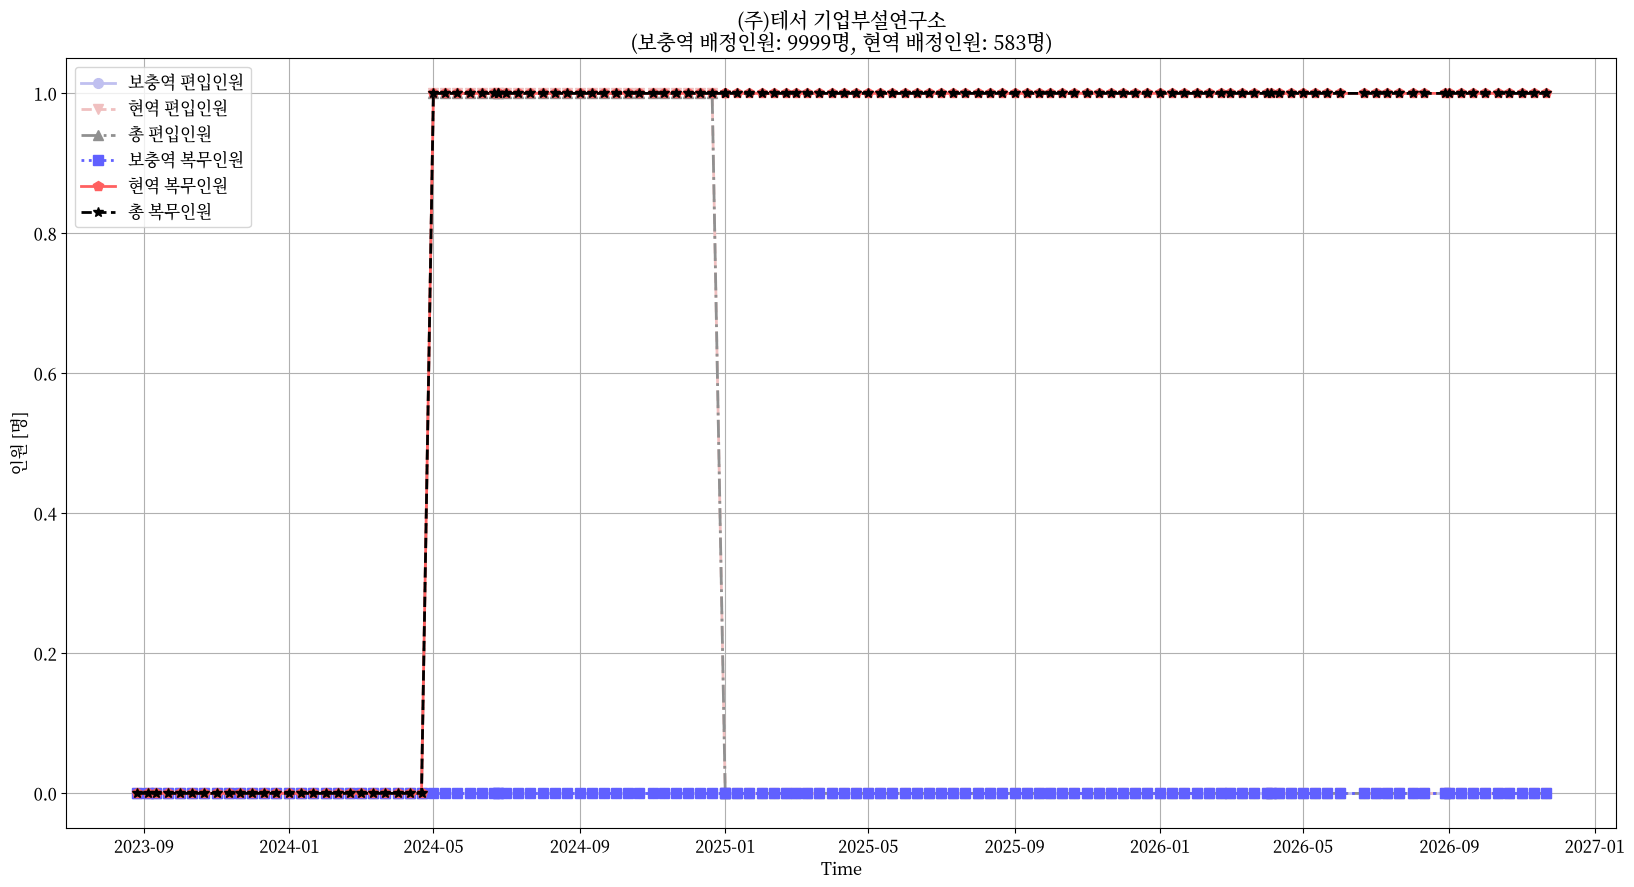 (주)테서 기업부설연구소
(보충역 배정인원: 9999명, 현역 배정인원: 583명)
보충역 편입인원
현역 편입인원
총 편입인원
보충역 복무인원
현역 복무인원
총 복무인원
1.0
0.8
0.6
0.4
0.2
0.0
인원 [명]
2023-09
2024-01
2024-05
2024-09
2025-01
2025-05
2025-09
2026-01
2026-05
2026-09
2027-01
Time